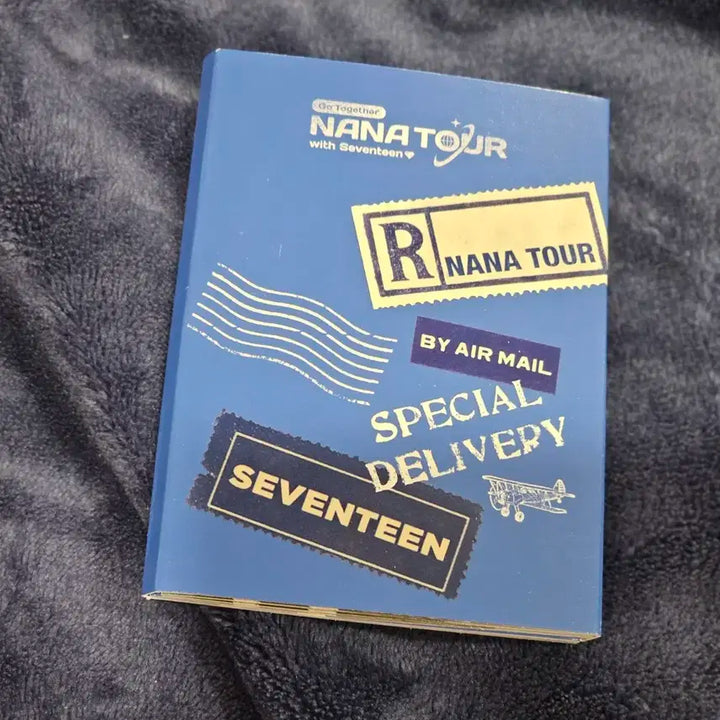 Go Together
NANA TOUR
with Seventeen
R
NANA TOUR
BY AIR MAIL
SPECIAL
DELIVERY
SEVENTEEN